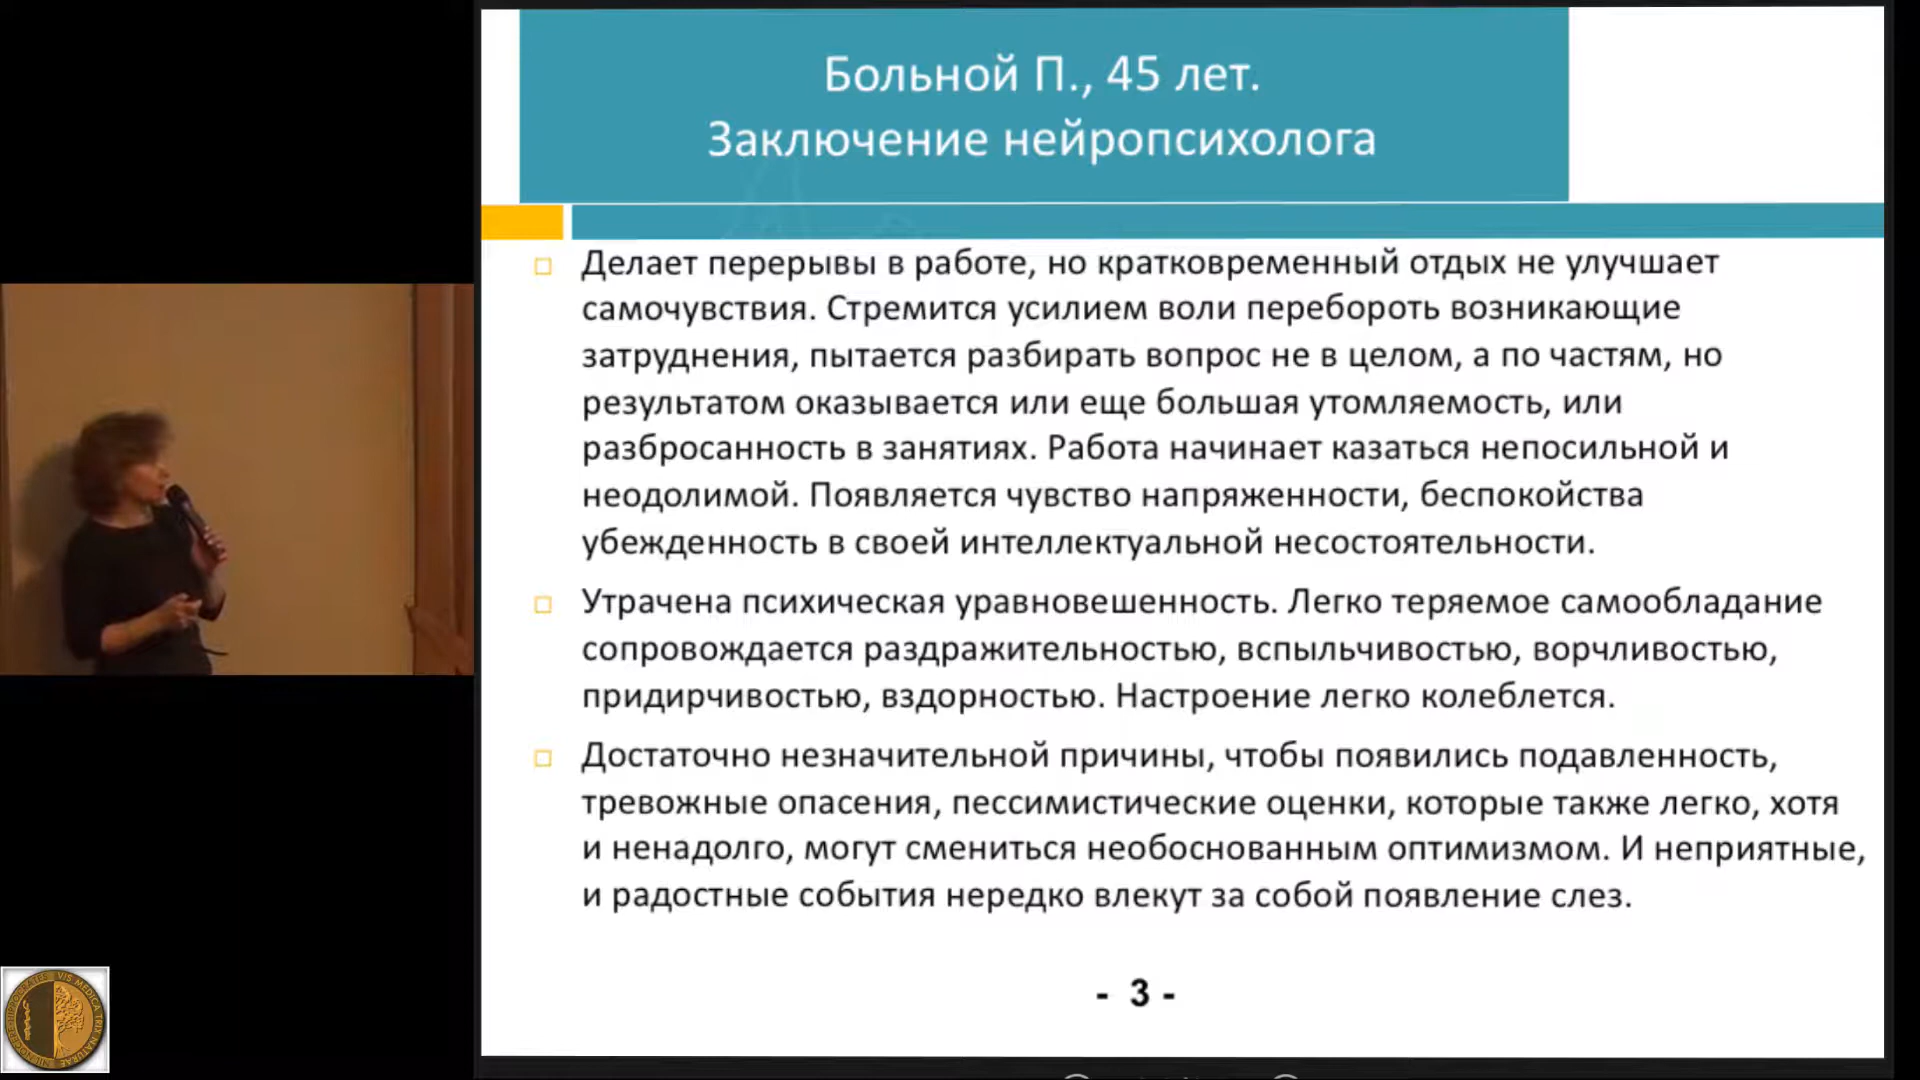 Больной П., 45 лет.
Заключение нейропсихолога
Делает перерывы в работе, но кратковременный отдых не улучшает
самочувствия. Стремится усилием воли перебороть возникающие
затруднения, пытается разбирать вопрос не в целом, а по частям, но
результатом оказывается или еще большая утомляемость, или
разбросанность в занятиях. Работа начинает казаться непосильной и
неодолимой. Появляется чувство напряженности, беспокойства
убежденность в своей интеллектуальной несостоятельности.
Утрачена психическая уравновешенность. Легко теряемое самообладание
сопровождается раздражительностью, вспыльчивостью, ворчливостью,
придирчивостью, вздорностью. Настроение легко колеблется.
Достаточно незначительной причины, чтобы появились подавленность,
тревожные опасения, пессимистические оценки, которые также легко, хотя
и ненадолго, могут смениться необоснованным оптимизмом. И неприятные,
и радостные события нередко влекут за собой появление слез.
- 3 -